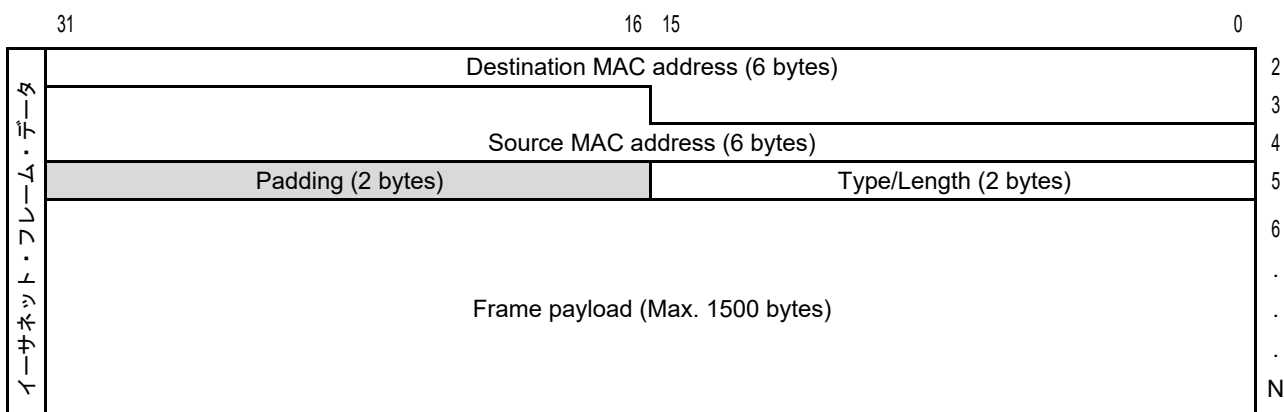 31 16 15 0
イーサネット・フレーム・データ
Destination MAC address (6 bytes) 2
3
Source MAC address (6 bytes) 4
Padding (2 bytes) Type/Length (2 bytes) 5
6
.
Frame payload (Max. 1500 bytes)
.
.
N